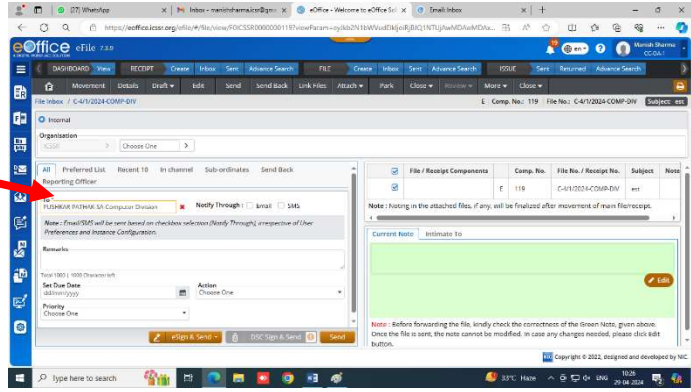 (27) WhatsApp
Inbox - manishsharma.icssr@gm
eOffice - Welcome to eOffice Sci
Email: Inbox
eOffice eFile 7.3.9
en
Manish Sharma
DASHBOARD View RECEIPT Create Inbox Sent Advance Search FILE Create Inbox Sent Advance Search ISSUE Sent Returned Advance Search
Movement Details Draft Edit Send Send Back Link Files Attach Park Close Review More Close
File Inbox / C-4/1/2024-COMP-DIV E Comp. No.: 119 File No.: C-4/1/2024-COMP-DIV Subject: est
Internal
Organisation
ICSSR Choose One
All Preferred List Recent 10 In channel Sub-ordinates Send Back
Reporting Officer
To
PUSHKAR PATHAK SA-Computer Division Notify Through : Email SMS
Note : Email/SMS will be sent based on checkbox selection (Notify Through), irrespective of User
Preferences and Instance Configuration.
Remarks
Total 1000 | 1000 Character left
Set Due Date Action
dd/mm/yyyy Choose One
Priority
Choose One
eSign & Send DSC Sign & Send Send
File / Receipt Components Comp. No. File No. / Receipt No. Subject Note
E 119 C-4/1/2024-COMP-DIV est
Note : Noting in the attached files, if any, will be finalized after movement of main file/receipt.
Current Note Intimate To
Edit
Note : Before forwarding the file, kindly check the correctness of the Green Note, given above.
Once the file is sent, the note cannot be modified. In case any changes needed, please click Edit
button.
Copyright © 2022, designed and developed by NIC
Type here to search
33°C Haze ENG 10:26
29-04-2024